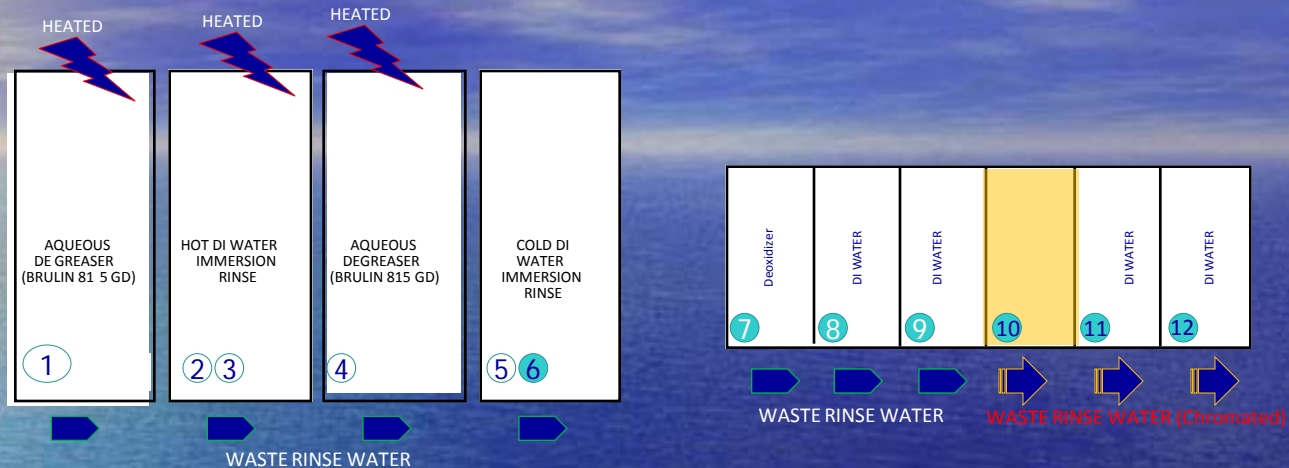 HEATED
HEATED
HEATED
AQUEOUS
DE GREASER
(BRULIN 81 5 GD)
1
HOT DI WATER
IMMERSION
RINSE
2 3
AQUEOUS
DEGREASER
(BRULIN 815 GD)
4
COLD DI
WATER
IMMERSION
RINSE
5 6
WASTE RINSE WATER
Deoxidizer
7
DI WATER
8
DI WATER
9
10
DI WATER
11
DI WATER
12
WASTE RINSE WATER
WASTE RINSE WATER (Chromated)